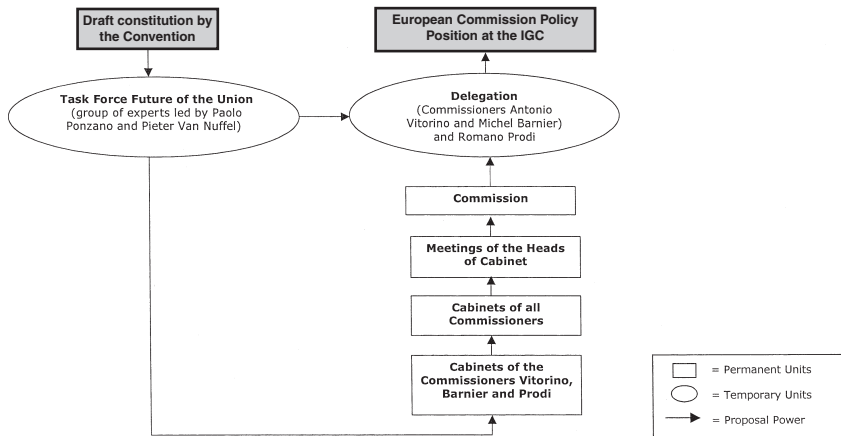 Draft constitution by
the Convention
European Commission Policy
Position at the IGC
Task Force Future of the Union
(group of experts led by Paolo
Ponzano and Pieter Van Nuffel)
Delegation
(Commissioners Antonio
Vitorino and Michel Barnier)
and Romano Prodi
Commission
Meetings of the Heads
of Cabinet
Cabinets of all
Commissioners
Cabinets of the
Commissioners Vitorino,
Barnier and Prodi
= Permanent Units
= Temporary Units
= Proposal Power